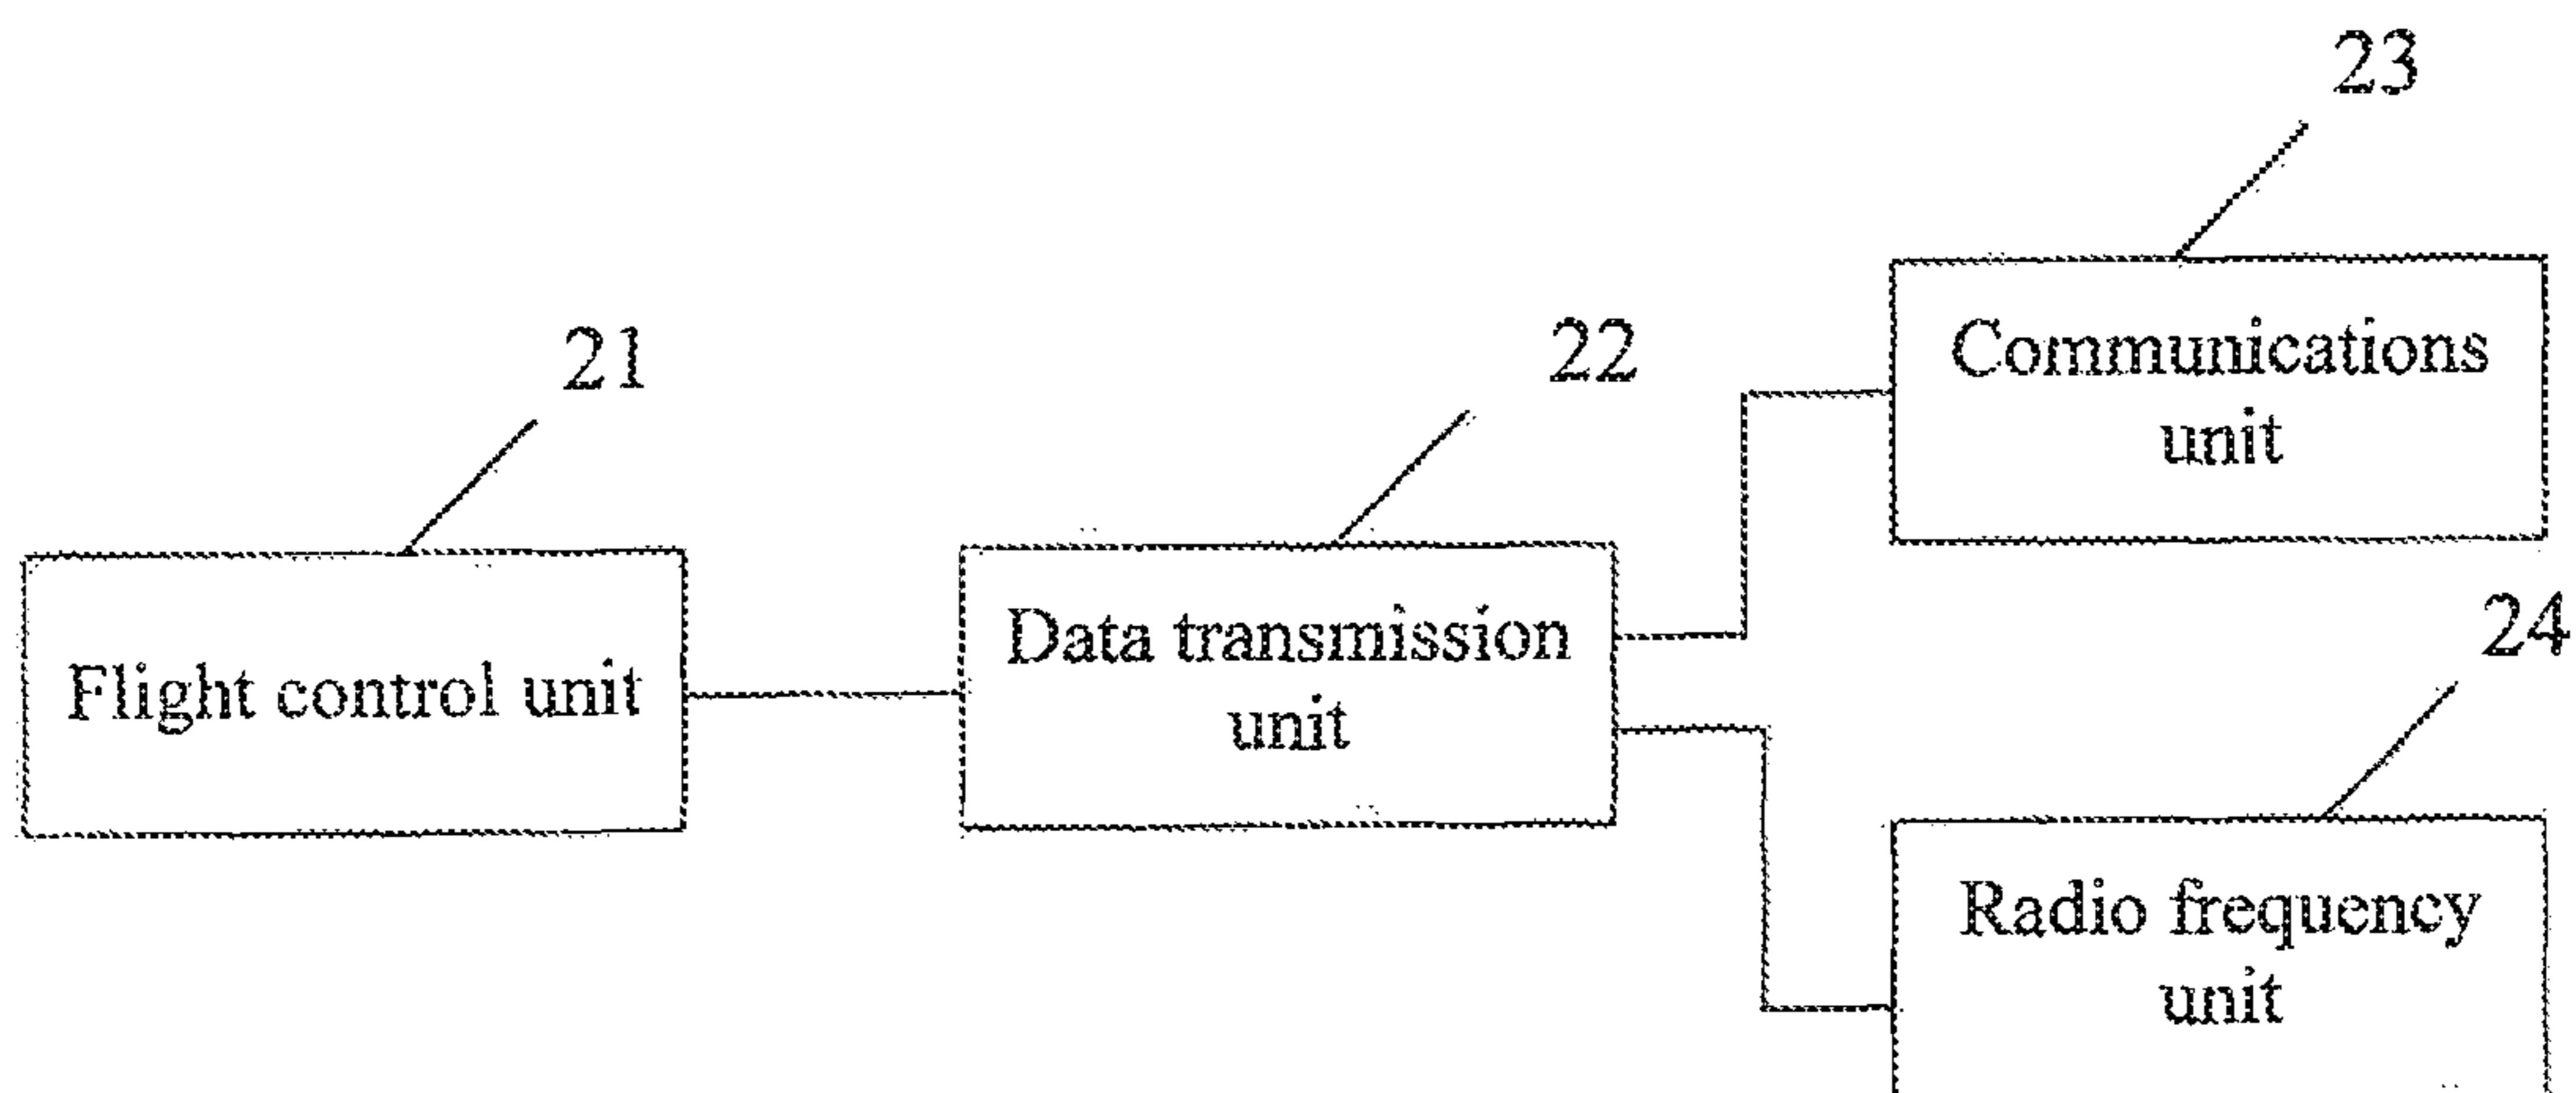 23
Communications
unit
21
22
Flight control unit
Data transmission
unit
24
Radio frequency
unit